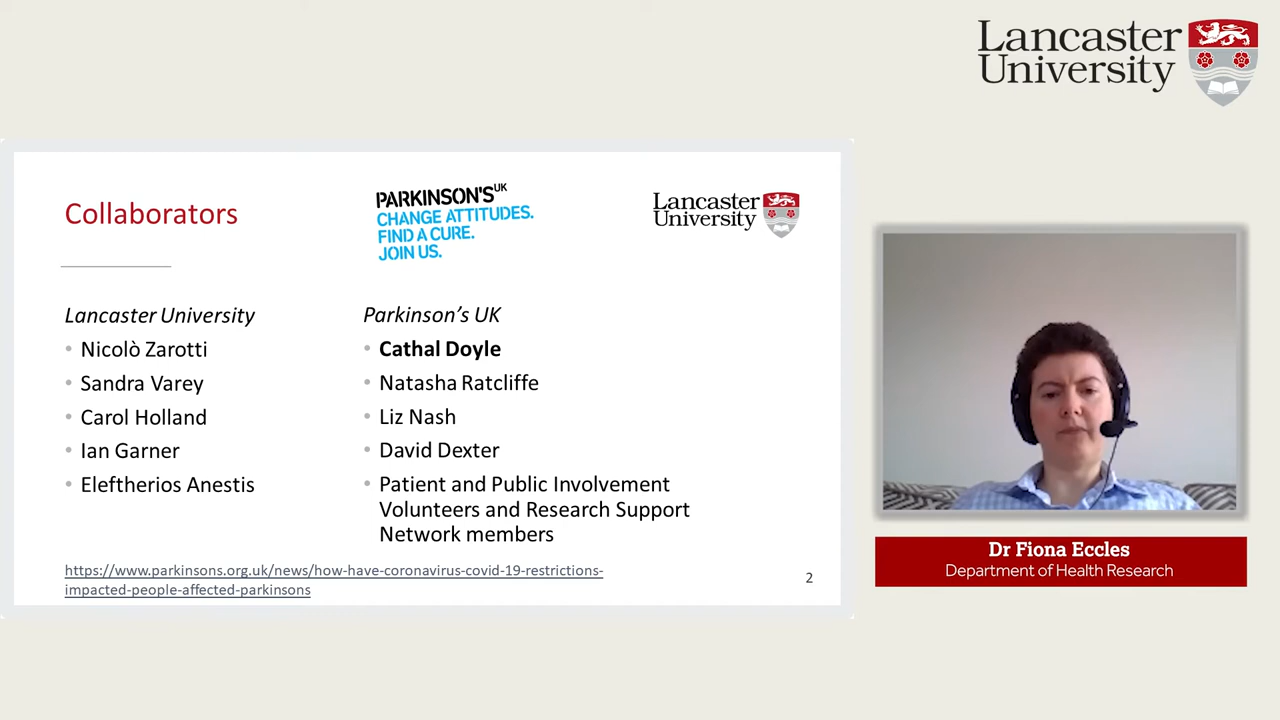 Lancaster
University
Collaborators
PARKINSON'S UK
CHANGE ATTITUDES.
FIND A CURE.
JOIN US.
Lancaster
University
Lancaster University
• Nicolò Zarotti
• Sandra Varey
• Carol Holland
• Ian Garner
• Eleftherios Anestis
Parkinson's UK
• Cathal Doyle
• Natasha Ratcliffe
• Liz Nash
• David Dexter
• Patient and Public Involvement
Volunteers and Research Support
Network members
https://www.parkinsons.org.uk/news/how-have-coronavirus-covid-19-restrictions-
impacted-people-affected-parkinsons
2
Dr Fiona Eccles
Department of Health Research